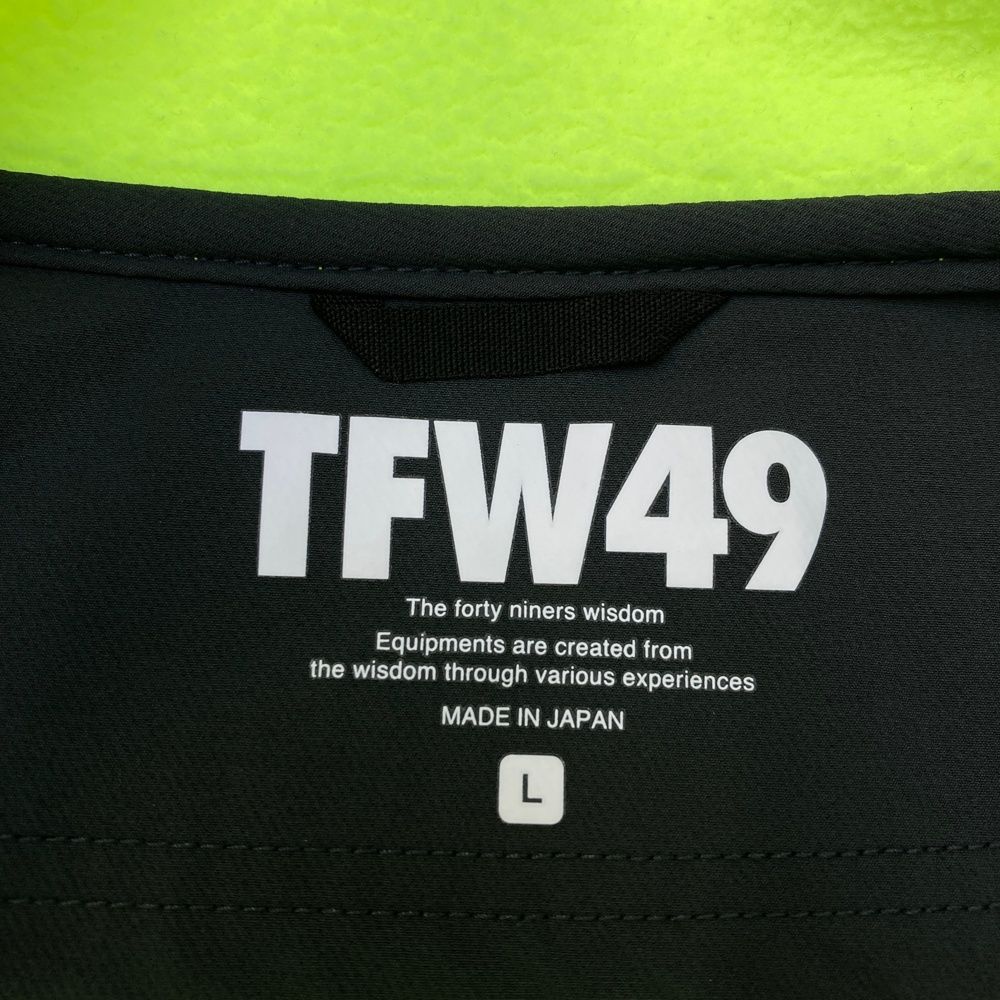 TFW49
The forty niners wisdom
Equipments are created from
the wisdom through various experiences
MADE IN JAPAN
L